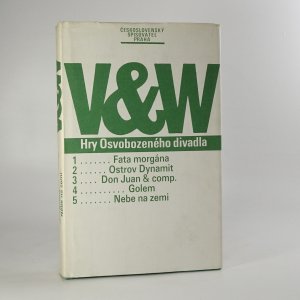 ČESKOSLOVENSKÝ
SPISOVATEL
PRAHA
V&W
Hry Osvobozeného divadla
1 ....... Fata morgána
2 ...... Ostrov Dynamit
3 .... Don Juan & comp.
4 .......... Golem
5 ....... Nebe na zemi